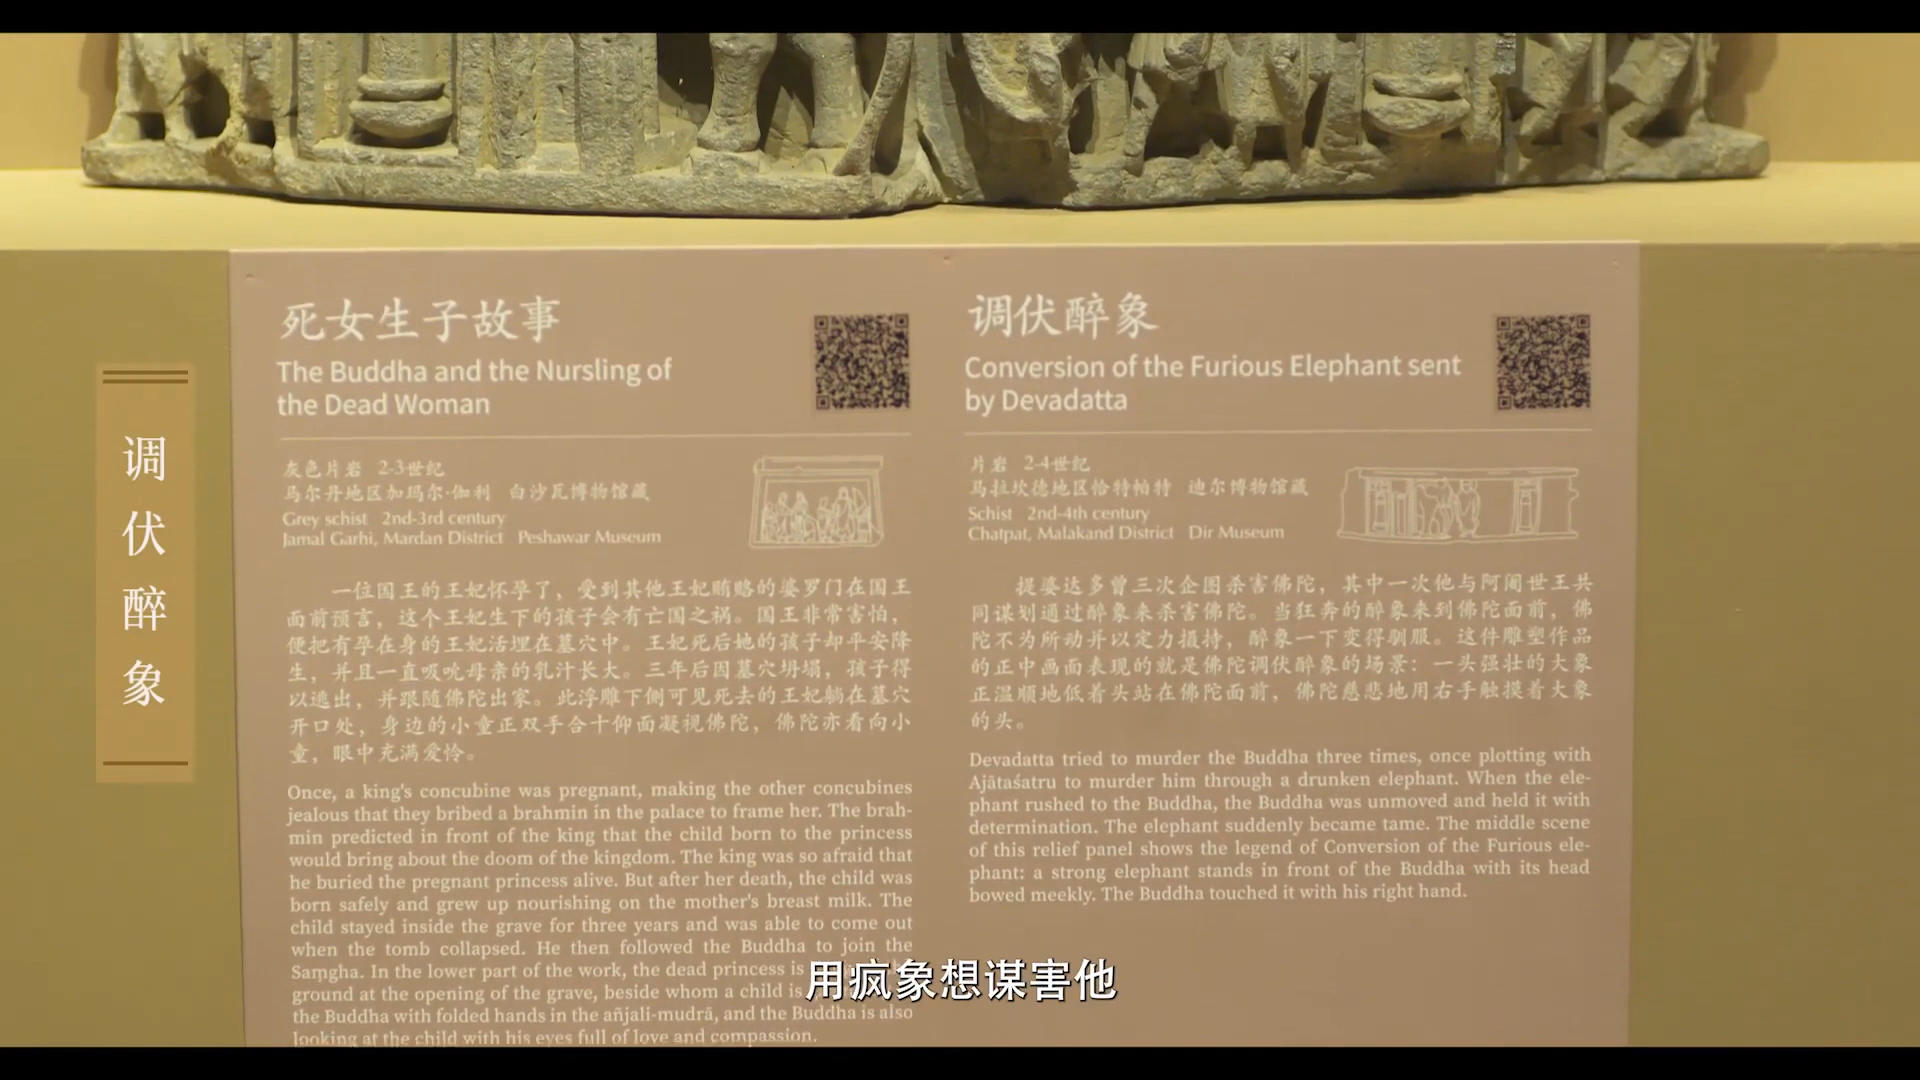 调伏醉象
死女生子故事
The Buddha and the Nursling of
the Dead Woman
灰色片岩 2-3世纪
马尔丹地区加玛尔·伽利 白沙瓦博物馆藏
Grey schist 2nd-3rd century
Jamal Garhi, Mardan District Peshawar Museum
一位国王的王妃怀孕了，受到其他王妃贿赂的婆罗门在国王
面前预言，这个王妃生下的孩子会有亡国之祸。国王非常害怕，
便把有孕在身的王妃活埋在墓穴中。王妃死后她的孩子却平安降
生，并且一直吸吮母亲的乳汁长大。三年后因墓穴坍塌，孩子得
以逃出，并跟随佛陀出家。此浮雕下侧可见死去的王妃躺在墓穴
开口处，身边的小童正双手合十仰面凝视佛陀，佛陀亦看向小
童，眼中充满爱怜。
Once, a king's concubine was pregnant, making the other concubines
jealous that they bribed a brahmin in the palace to frame her. The brah-
min predicted in front of the king that the child born to the princess
would bring about the doom of the kingdom. The king was so afraid that
he buried the pregnant princess alive. But after her death, the child was
born safely and grew up nourishing on the mother's breast milk. The
child stayed inside the grave for three years and was able to come out
when the tomb collapsed. He then followed the Buddha to join the
Saṃgha. In the lower part of the work, the dead princess is
ground at the opening of the grave, beside whom a child is
the Buddha with folded hands in the añjali-mudrā, and the Buddha is also
looking at the child with his eyes full of love and compassion.
调伏醉象
Conversion of the Furious Elephant sent
by Devadatta
片岩 2-4世纪
马拉坎德地区恰特帕特 迪尔博物馆藏
Schist 2nd-4th century
Chatpat, Malakand District Dir Museum
提婆达多曾三次企图杀害佛陀，其中一次他与阿阇世王共
同谋划通过醉象来杀害佛陀。当狂奔的醉象来到佛陀面前，佛
陀不为所动并以定力摄持，醉象一下变得驯服。这件雕塑作品
的正中画面表现的就是佛陀调伏醉象的场景：一头强壮的大象
正温顺地低着头站在佛陀面前，佛陀慈悲地用右手触摸着大象
的头。
Devadatta tried to murder the Buddha three times, once plotting with
Ajātaśatru to murder him through a drunken elephant. When the ele-
phant rushed to the Buddha, the Buddha was unmoved and held it with
determination. The elephant suddenly became tame. The middle scene
of this relief panel shows the legend of Conversion of the Furious ele-
phant: a strong elephant stands in front of the Buddha with its head
bowed meekly. The Buddha touched it with his right hand.
用疯象想谋害他